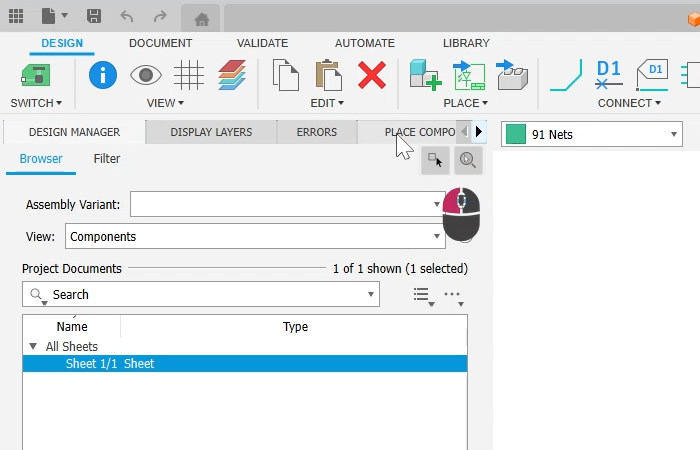 DESIGN DOCUMENT VALIDATE AUTOMATE LIBRARY
D1 D1
SWITCH VIEW EDIT PLACE CONNECT
DESIGN MANAGER DISPLAY LAYERS ERRORS PLACE COMPO 91 Nets
Browser Filter
Assembly Variant:
View: Components
Project Documents 1 of 1 shown (1 selected)
Search
Name Type
All Sheets
Sheet 1/1 Sheet